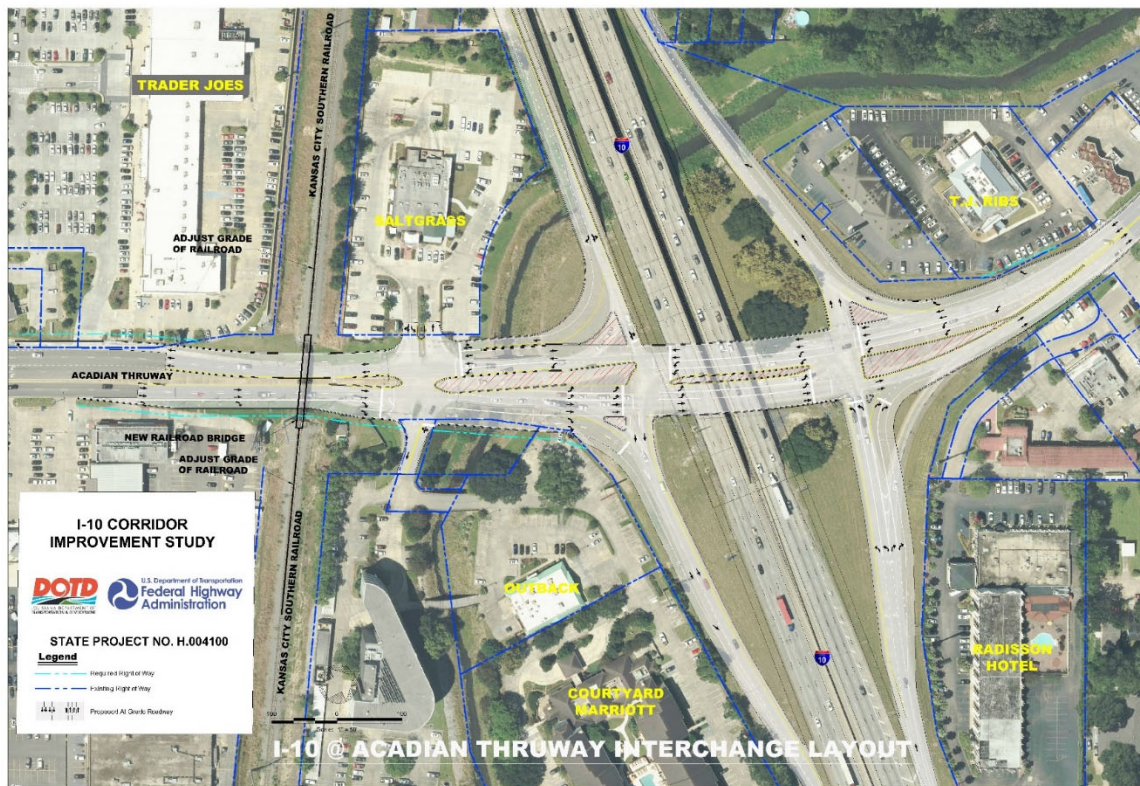 TRADER JOES
KANSAS CITY SOUTHERN RAILROAD
SALTGRASS
10
T.J. RIBS
ADJUST GRADE
OF RAILROAD
ACADIAN THRUWAY
NEW RAILROAD BRIDGE
ADJUST GRADE
OF RAILROAD
KANSAS CITY SOUTHERN RAILROAD
OUTBACK
COURTYARD
MARRIOTT
10
RADISSON
HOTEL
I-10 CORRIDOR
IMPROVEMENT STUDY
DOTD
U.S. Department of Transportation
Federal Highway
Administration
STATE PROJECT NO. H.004100
Legend
Required Right of Way
Existing Right of Way
Proposed At Grade Roadway
100 0 100
I-10 @ ACADIAN THRUWAY INTERCHANGE LAYOUT